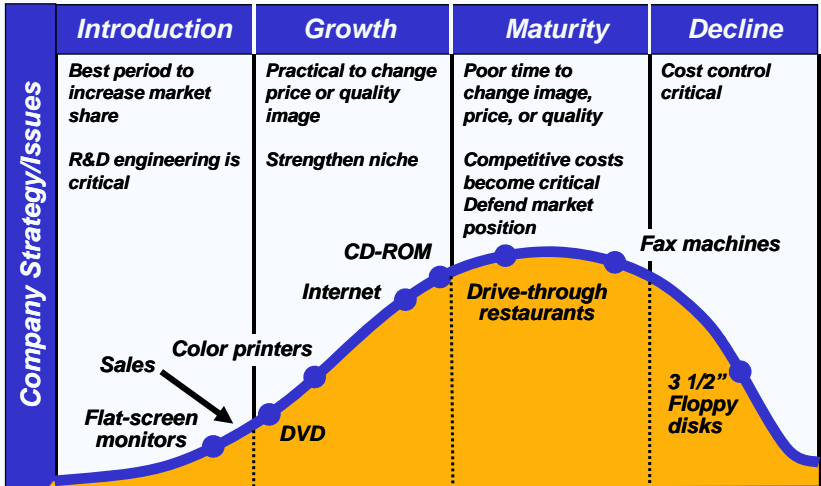 Company Strategy/Issues
Introduction
Growth
Maturity
Decline
Best period to
increase market
share
R&D engineering is
critical
Practical to change
price or quality
image
Strengthen niche
Poor time to
change image,
price, or quality
Competitive costs
become critical
Defend market
position
Cost control
critical
CD-ROM
Fax machines
Internet
Drive-through
restaurants
Color printers
Sales
3 1/2”
Floppy
disks
Flat-screen
monitors
DVD